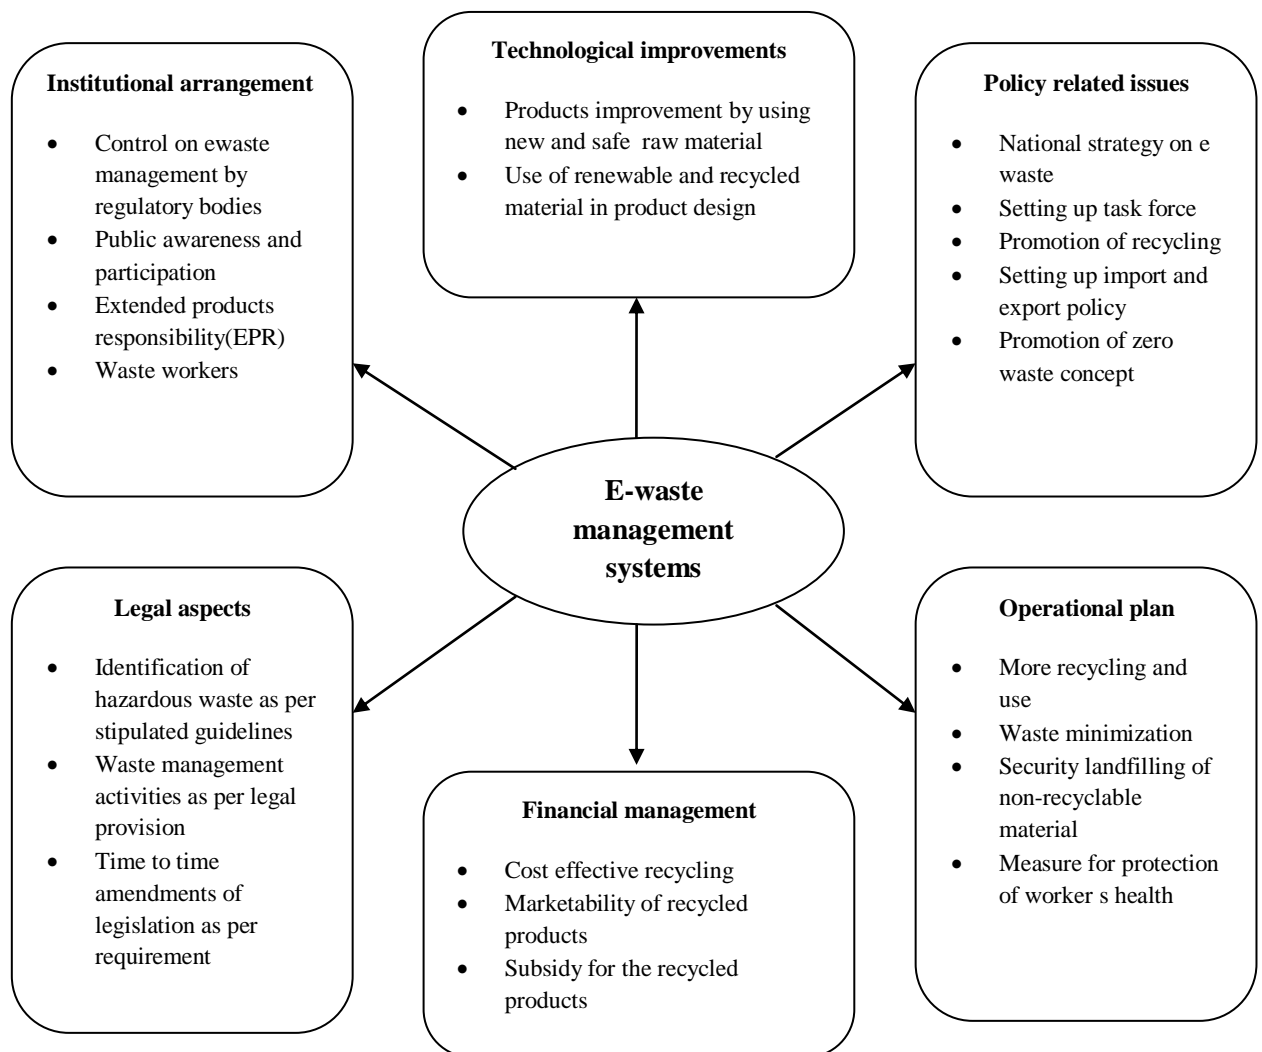 Institutional arrangement
• Control on ewaste
management by
regulatory bodies
• Public awareness and
participation
• Extended products
responsibility(EPR)
• Waste workers
Technological improvements
• Products improvement by using
new and safe raw material
• Use of renewable and recycled
material in product design
Policy related issues
• National strategy on e
waste
• Setting up task force
• Promotion of recycling
• Setting up import and
export policy
• Promotion of zero
waste concept
E-waste
management
systems
Legal aspects
• Identification of
hazardous waste as per
stipulated guidelines
• Waste management
activities as per legal
provision
• Time to time
amendments of
legislation as per
requirement
Financial management
• Cost effective recycling
• Marketability of recycled
products
• Subsidy for the recycled
products
Operational plan
• More recycling and
use
• Waste minimization
• Security landfilling of
non-recyclable
material
• Measure for protection
of worker s health